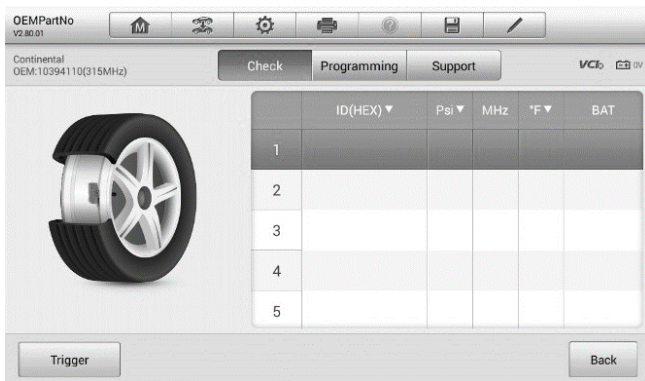 OEMPartNo
V2.80.01
M
Continental
OEM:10394110(315MHz)
Check
Programming
Support
VCI
0V
ID(HEX) ▼ Psi ▼ MHz °F ▼ BAT
1
2
3
4
5
Trigger
Back